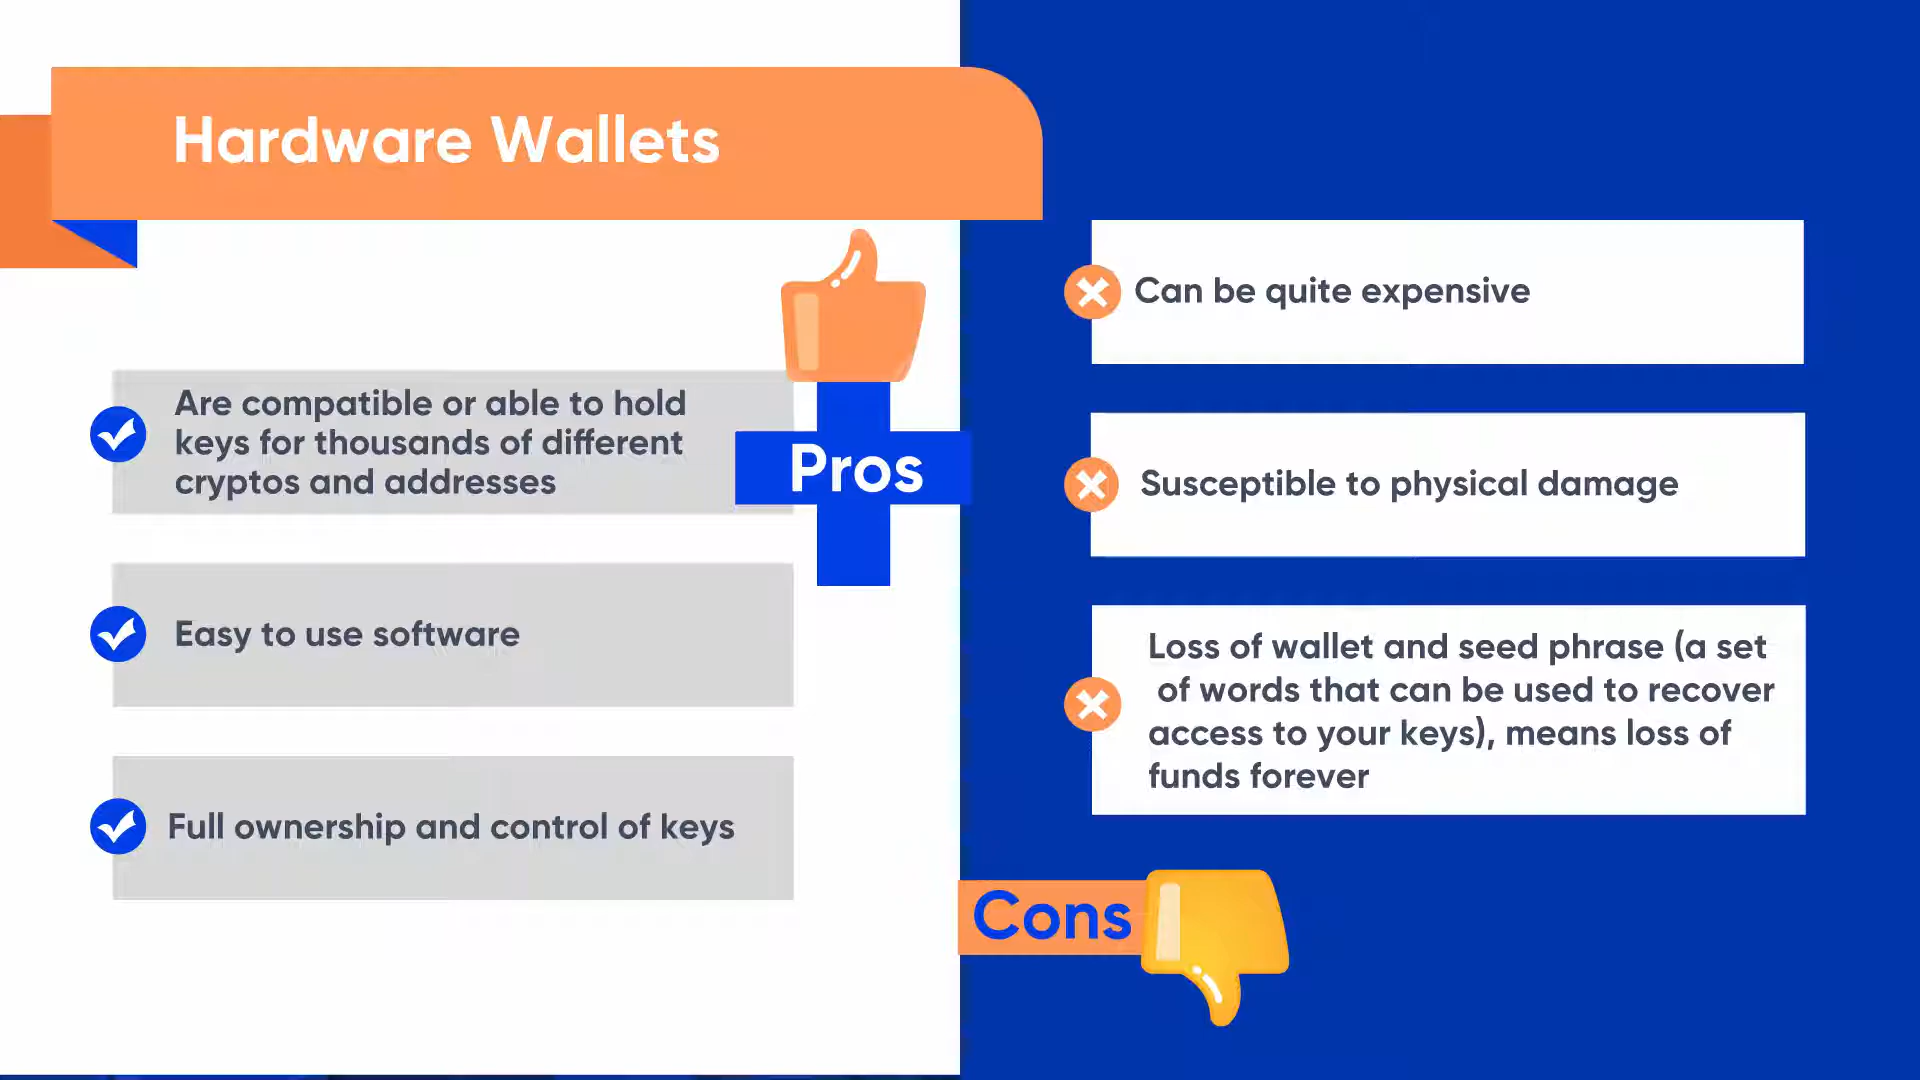 Hardware Wallets
Pros
Are compatible or able to hold
keys for thousands of different
cryptos and addresses
Easy to use software
Full ownership and control of keys
Can be quite expensive
Susceptible to physical damage
Loss of wallet and seed phrase (a set
of words that can be used to recover
access to your keys), means loss of
funds forever
Cons